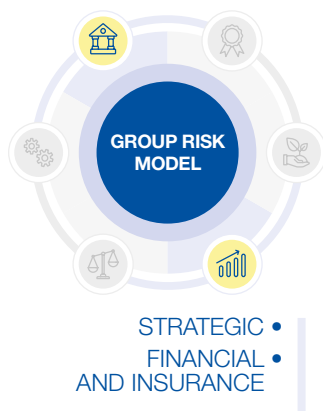 GROUP RISK
MODEL
STRATEGIC •
FINANCIAL •
AND INSURANCE